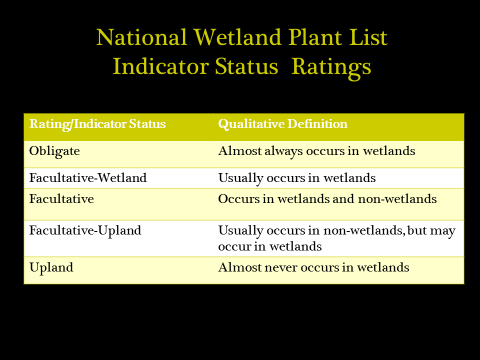 National Wetland Plant List
Indicator Status Ratings
Rating/Indicator Status Qualitative Definition
Obligate Almost always occurs in wetlands
Facultative-Wetland Usually occurs in wetlands
Facultative Occurs in wetlands and non-wetlands
Facultative-Upland Usually occurs in non-wetlands, but may
occur in wetlands
Upland Almost never occurs in wetlands